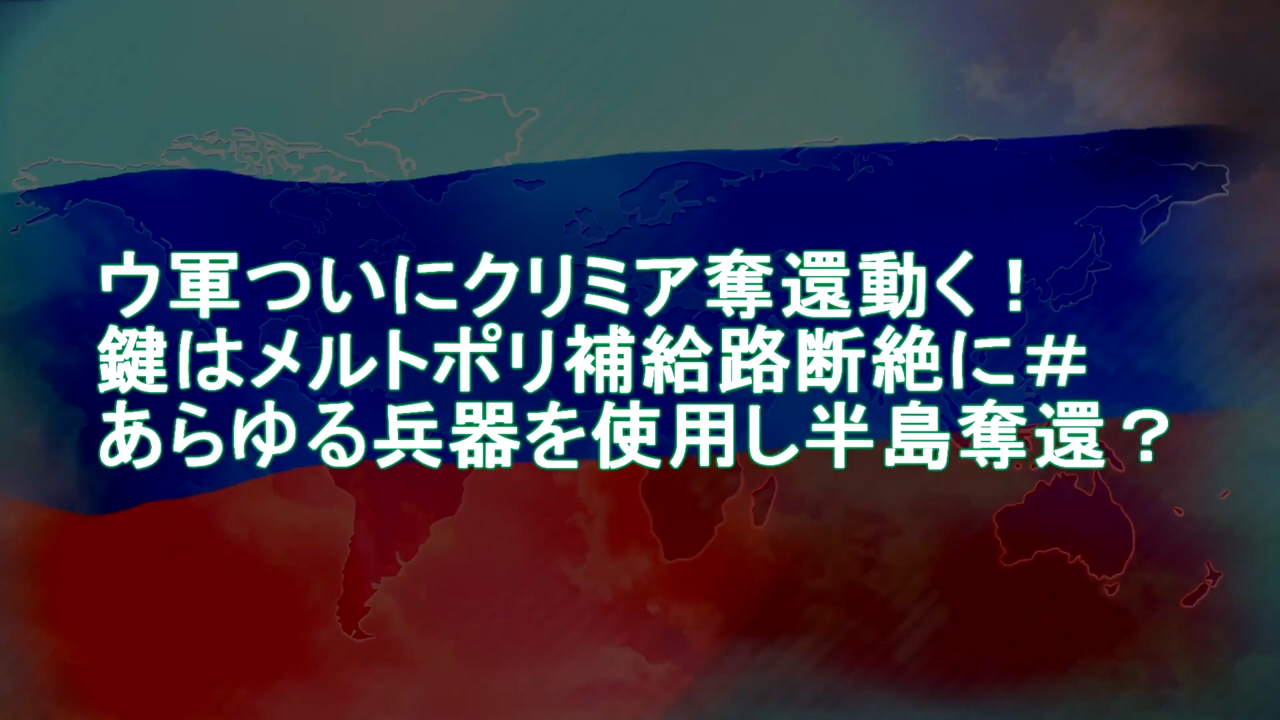 ウ軍ついにクリミア奪還動く！
鍵はメルトポリ補給路断絶に＃
あらゆる兵器を使用し半島奪還？